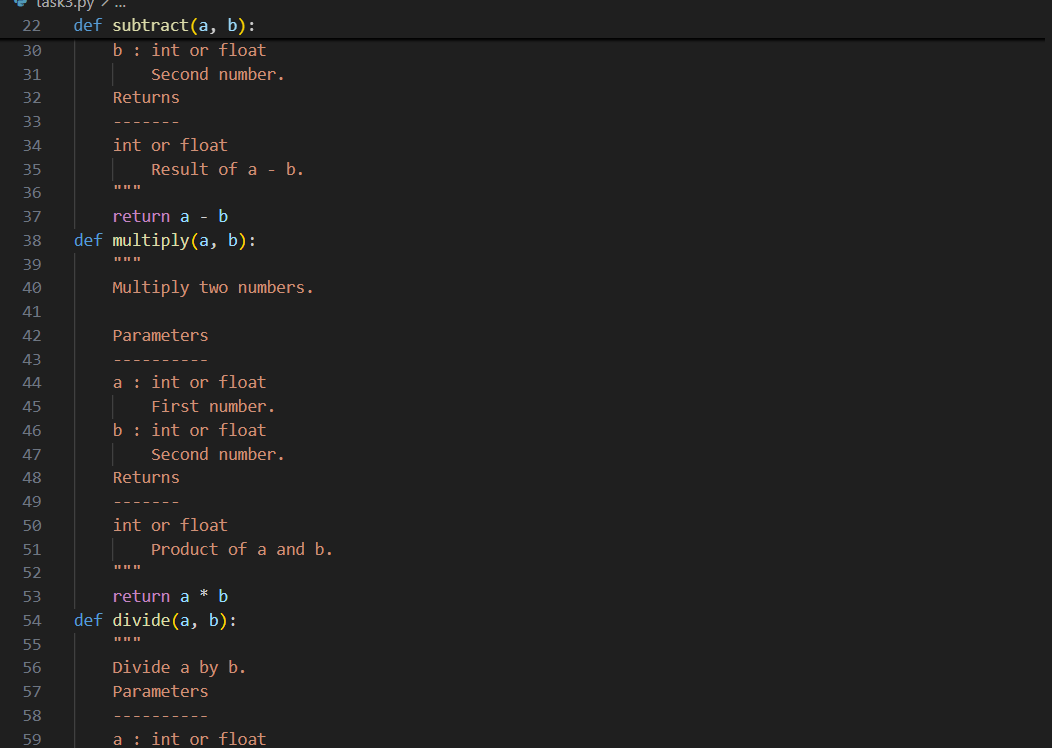 task3.py > ...
22 def subtract(a, b):
30     b : int or float
31         Second number.
32     Returns
33     -------
34     int or float
35         Result of a - b.
36     """
37     return a - b
38 def multiply(a, b):
39     """
40     Multiply two numbers.
41
42     Parameters
43     ----------
44     a : int or float
45         First number.
46     b : int or float
47         Second number.
48     Returns
49     -------
50     int or float
51         Product of a and b.
52     """
53     return a * b
54 def divide(a, b):
55     """
56     Divide a by b.
57     Parameters
58     ----------
59     a : int or float